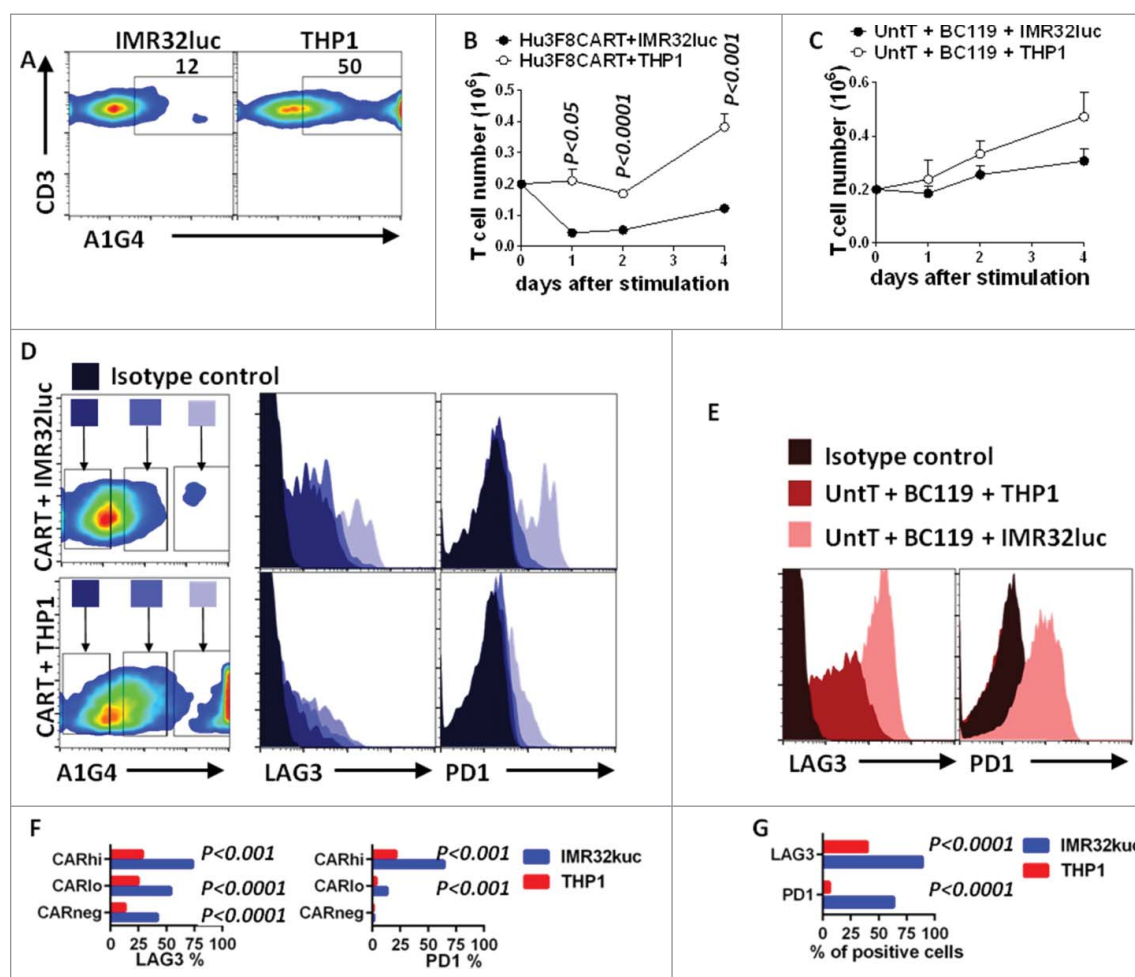 A
IMR32luc
THP1
12
50
CD3
A1G4
B
Hu3F8CART+IMR32luc
Hu3F8CART+THP1
P<0.05
P<0.0001
P<0.001
T cell number (10⁶)
0.6
0.5
0.4
0.3
0.2
0.1
0.0
0 1 2 3 4
days after stimulation
C
UntT + BC119 + IMR32luc
UntT + BC119 + THP1
T cell number (10⁶)
0.6
0.4
0.2
0.0
0 1 2 3 4
days after stimulation
D
Isotype control
CART + IMR32luc
CART + THP1
A1G4
LAG3
PD1
E
Isotype control
UntT + BC119 + THP1
UntT + BC119 + IMR32luc
LAG3
PD1
F
CARhi
CARlo
CARneg
P<0.001
P<0.0001
P<0.0001
0 25 50 75 100
LAG3 %
CARhi
CARlo
CARneg
P<0.001
P<0.001
0 25 50 75 100
PD1 %
IMR32kuc
THP1
G
LAG3
PD1
P<0.0001
P<0.0001
0 25 50 75 100
% of positive cells
IMR32kuc
THP1